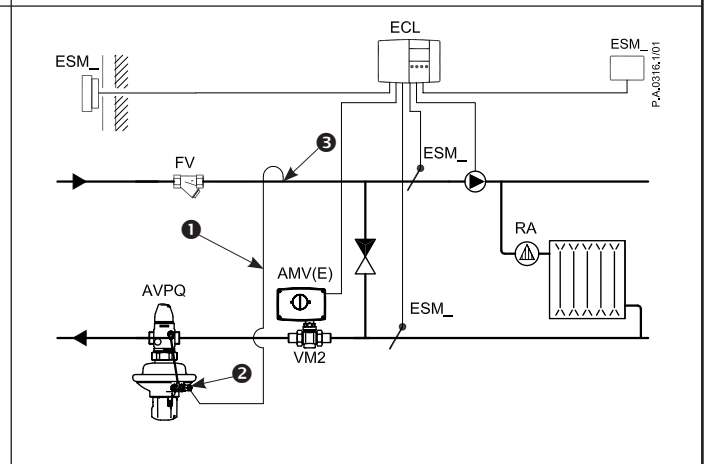 ECL
ESM_
ESM_
P.A.0316.1/01
❸
FV
ESM_
❶
RA
AMV(E)
AVPQ
ESM_
VM2
❷